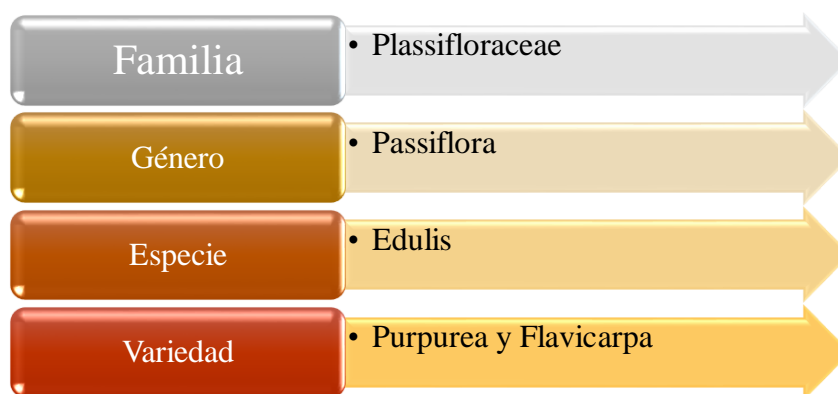 Familia
• Plassifloraceae
Género
• Passiflora
Especie
• Edulis
Variedad
• Purpurea y Flavicarpa